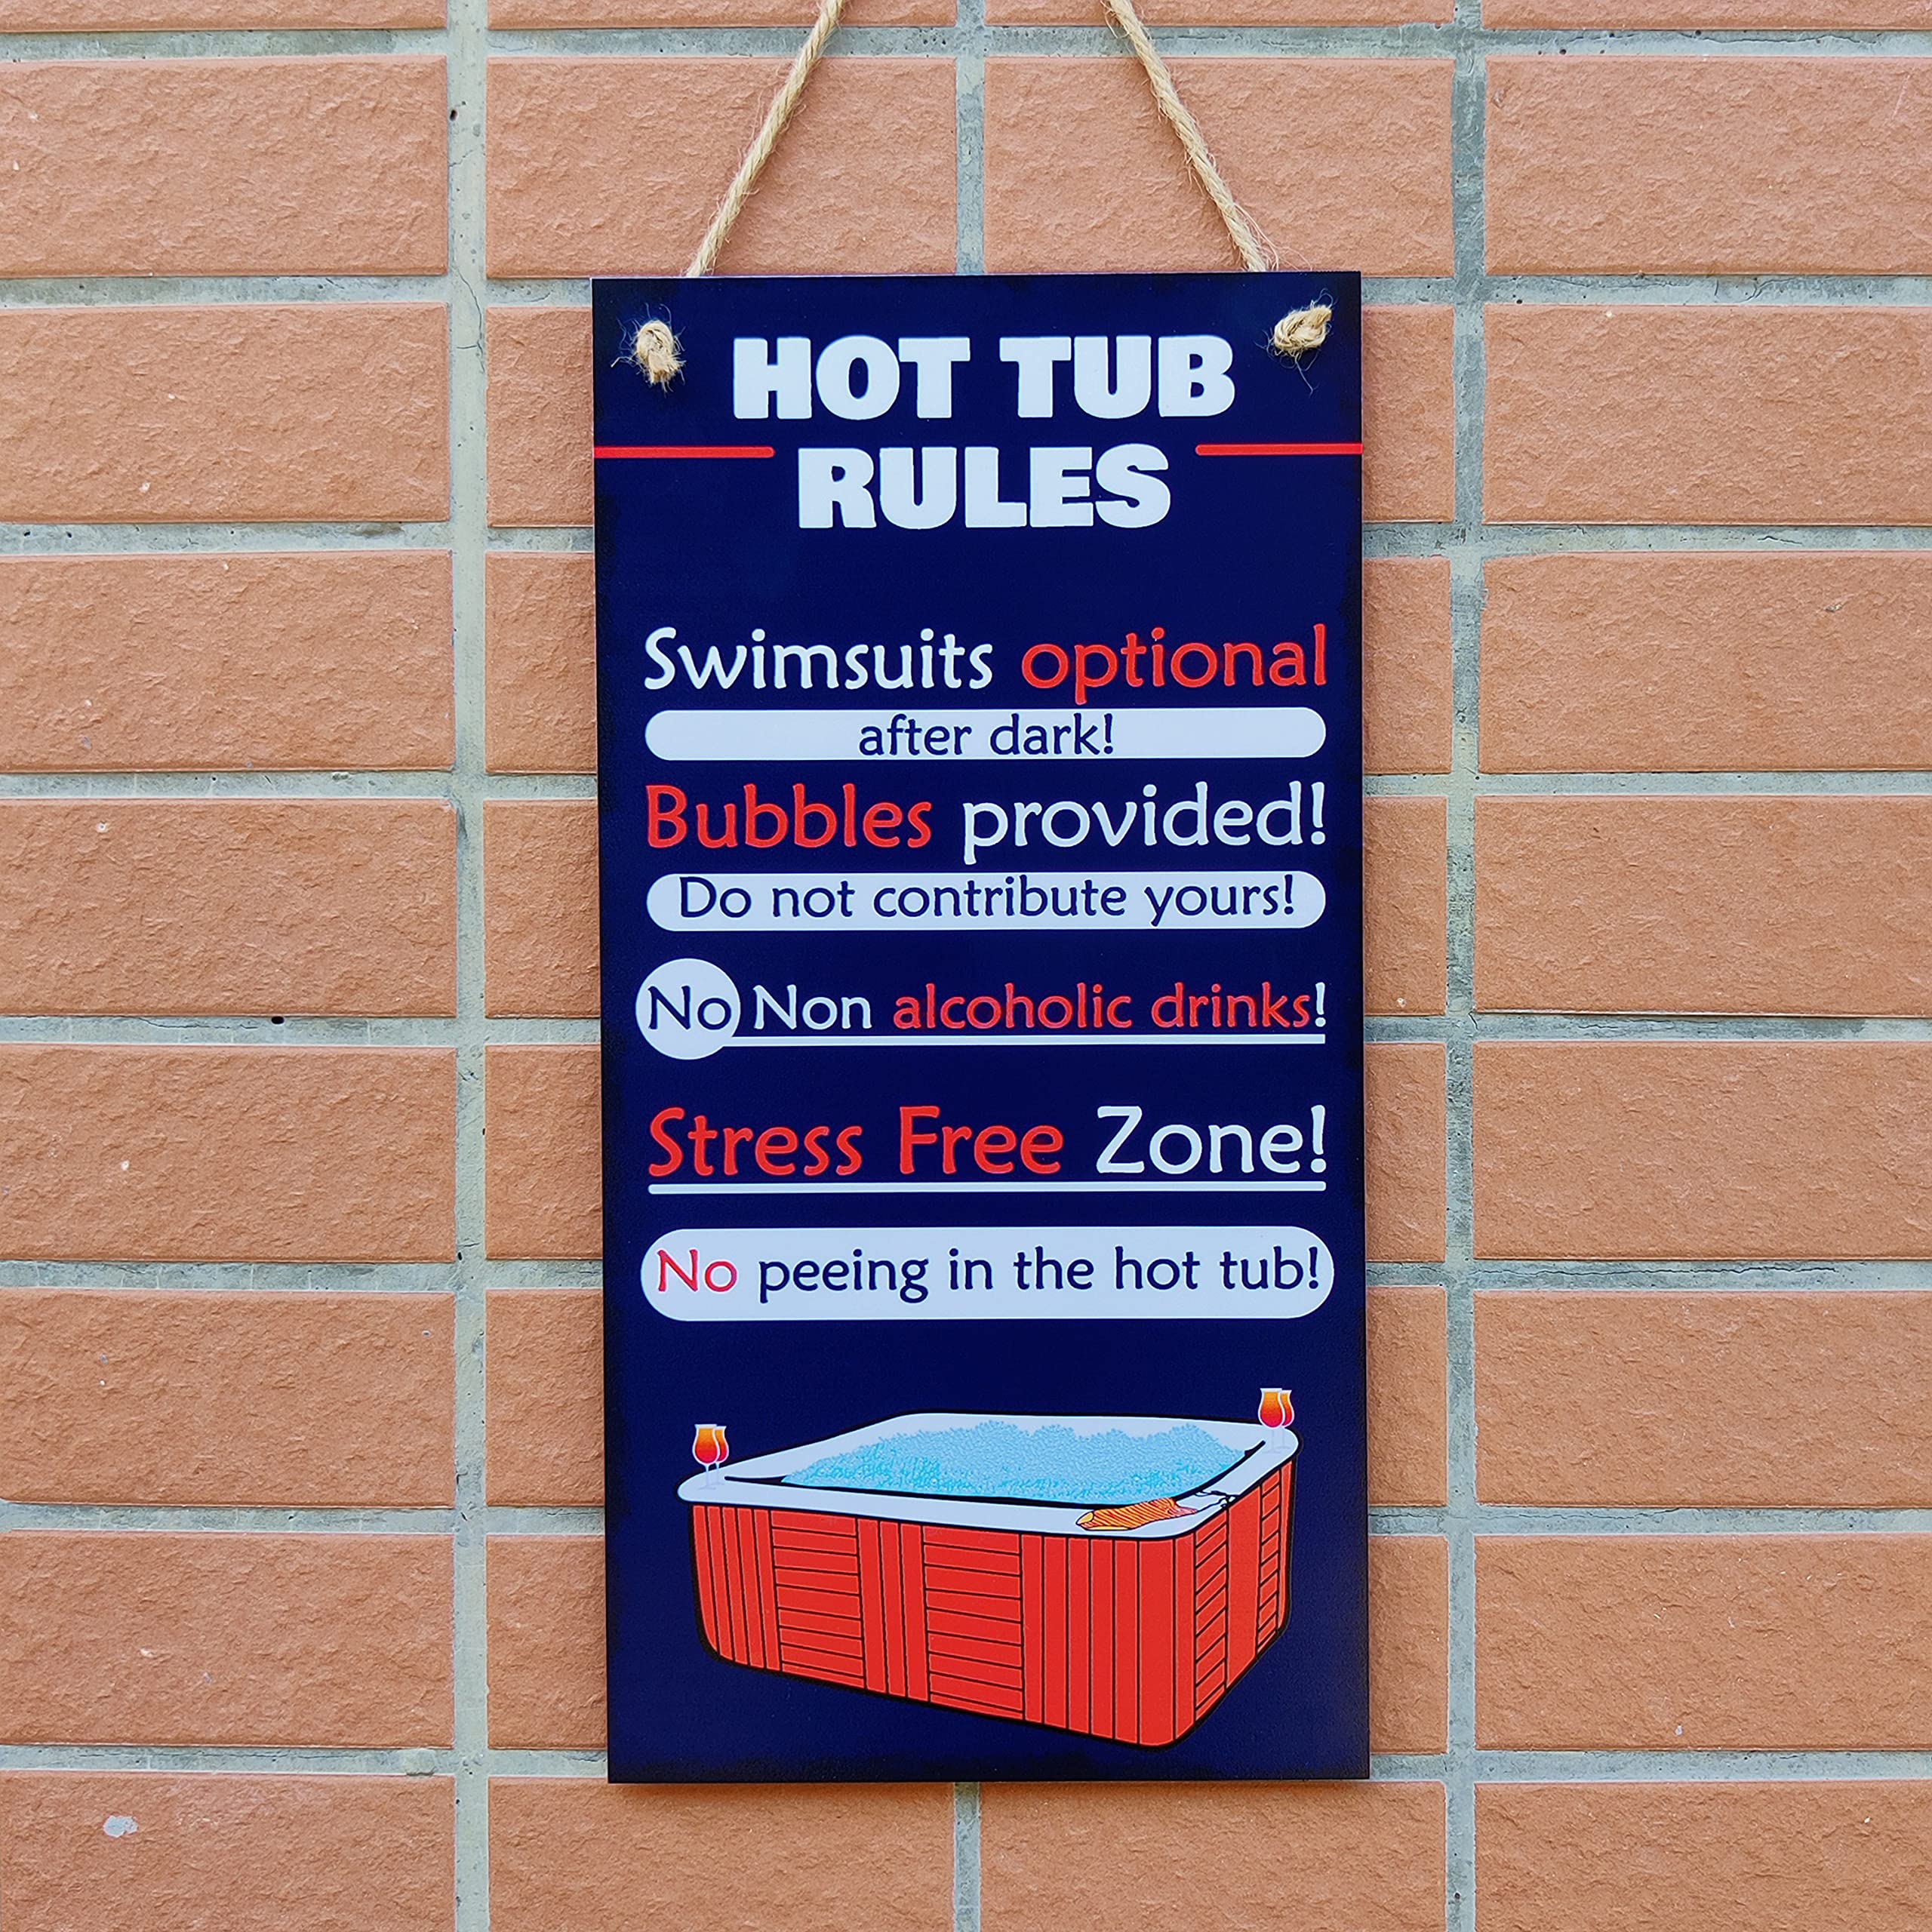 HOT TUB
RULES
Swimsuits optional
after dark!
Bubbles provided!
Do not contribute yours!
No Non alcoholic drinks!
Stress Free Zone!
No peeing in the hot tub!